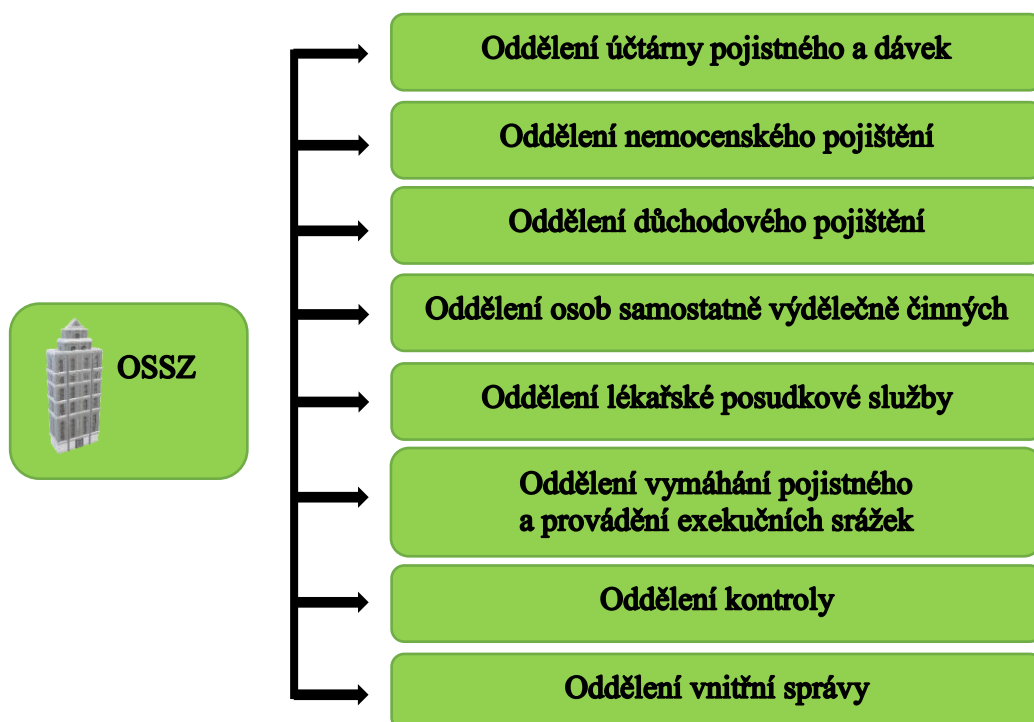 Oddělení účtárny pojistného a dávek
Oddělení nemocenského pojištění
Oddělení důchodového pojištění
Oddělení osob samostatně výdělečně činných
OSSZ
Oddělení lékařské posudkové služby
Oddělení vymáhání pojistného
a provádění exekučních srážek
Oddělení kontroly
Oddělení vnitřní správy